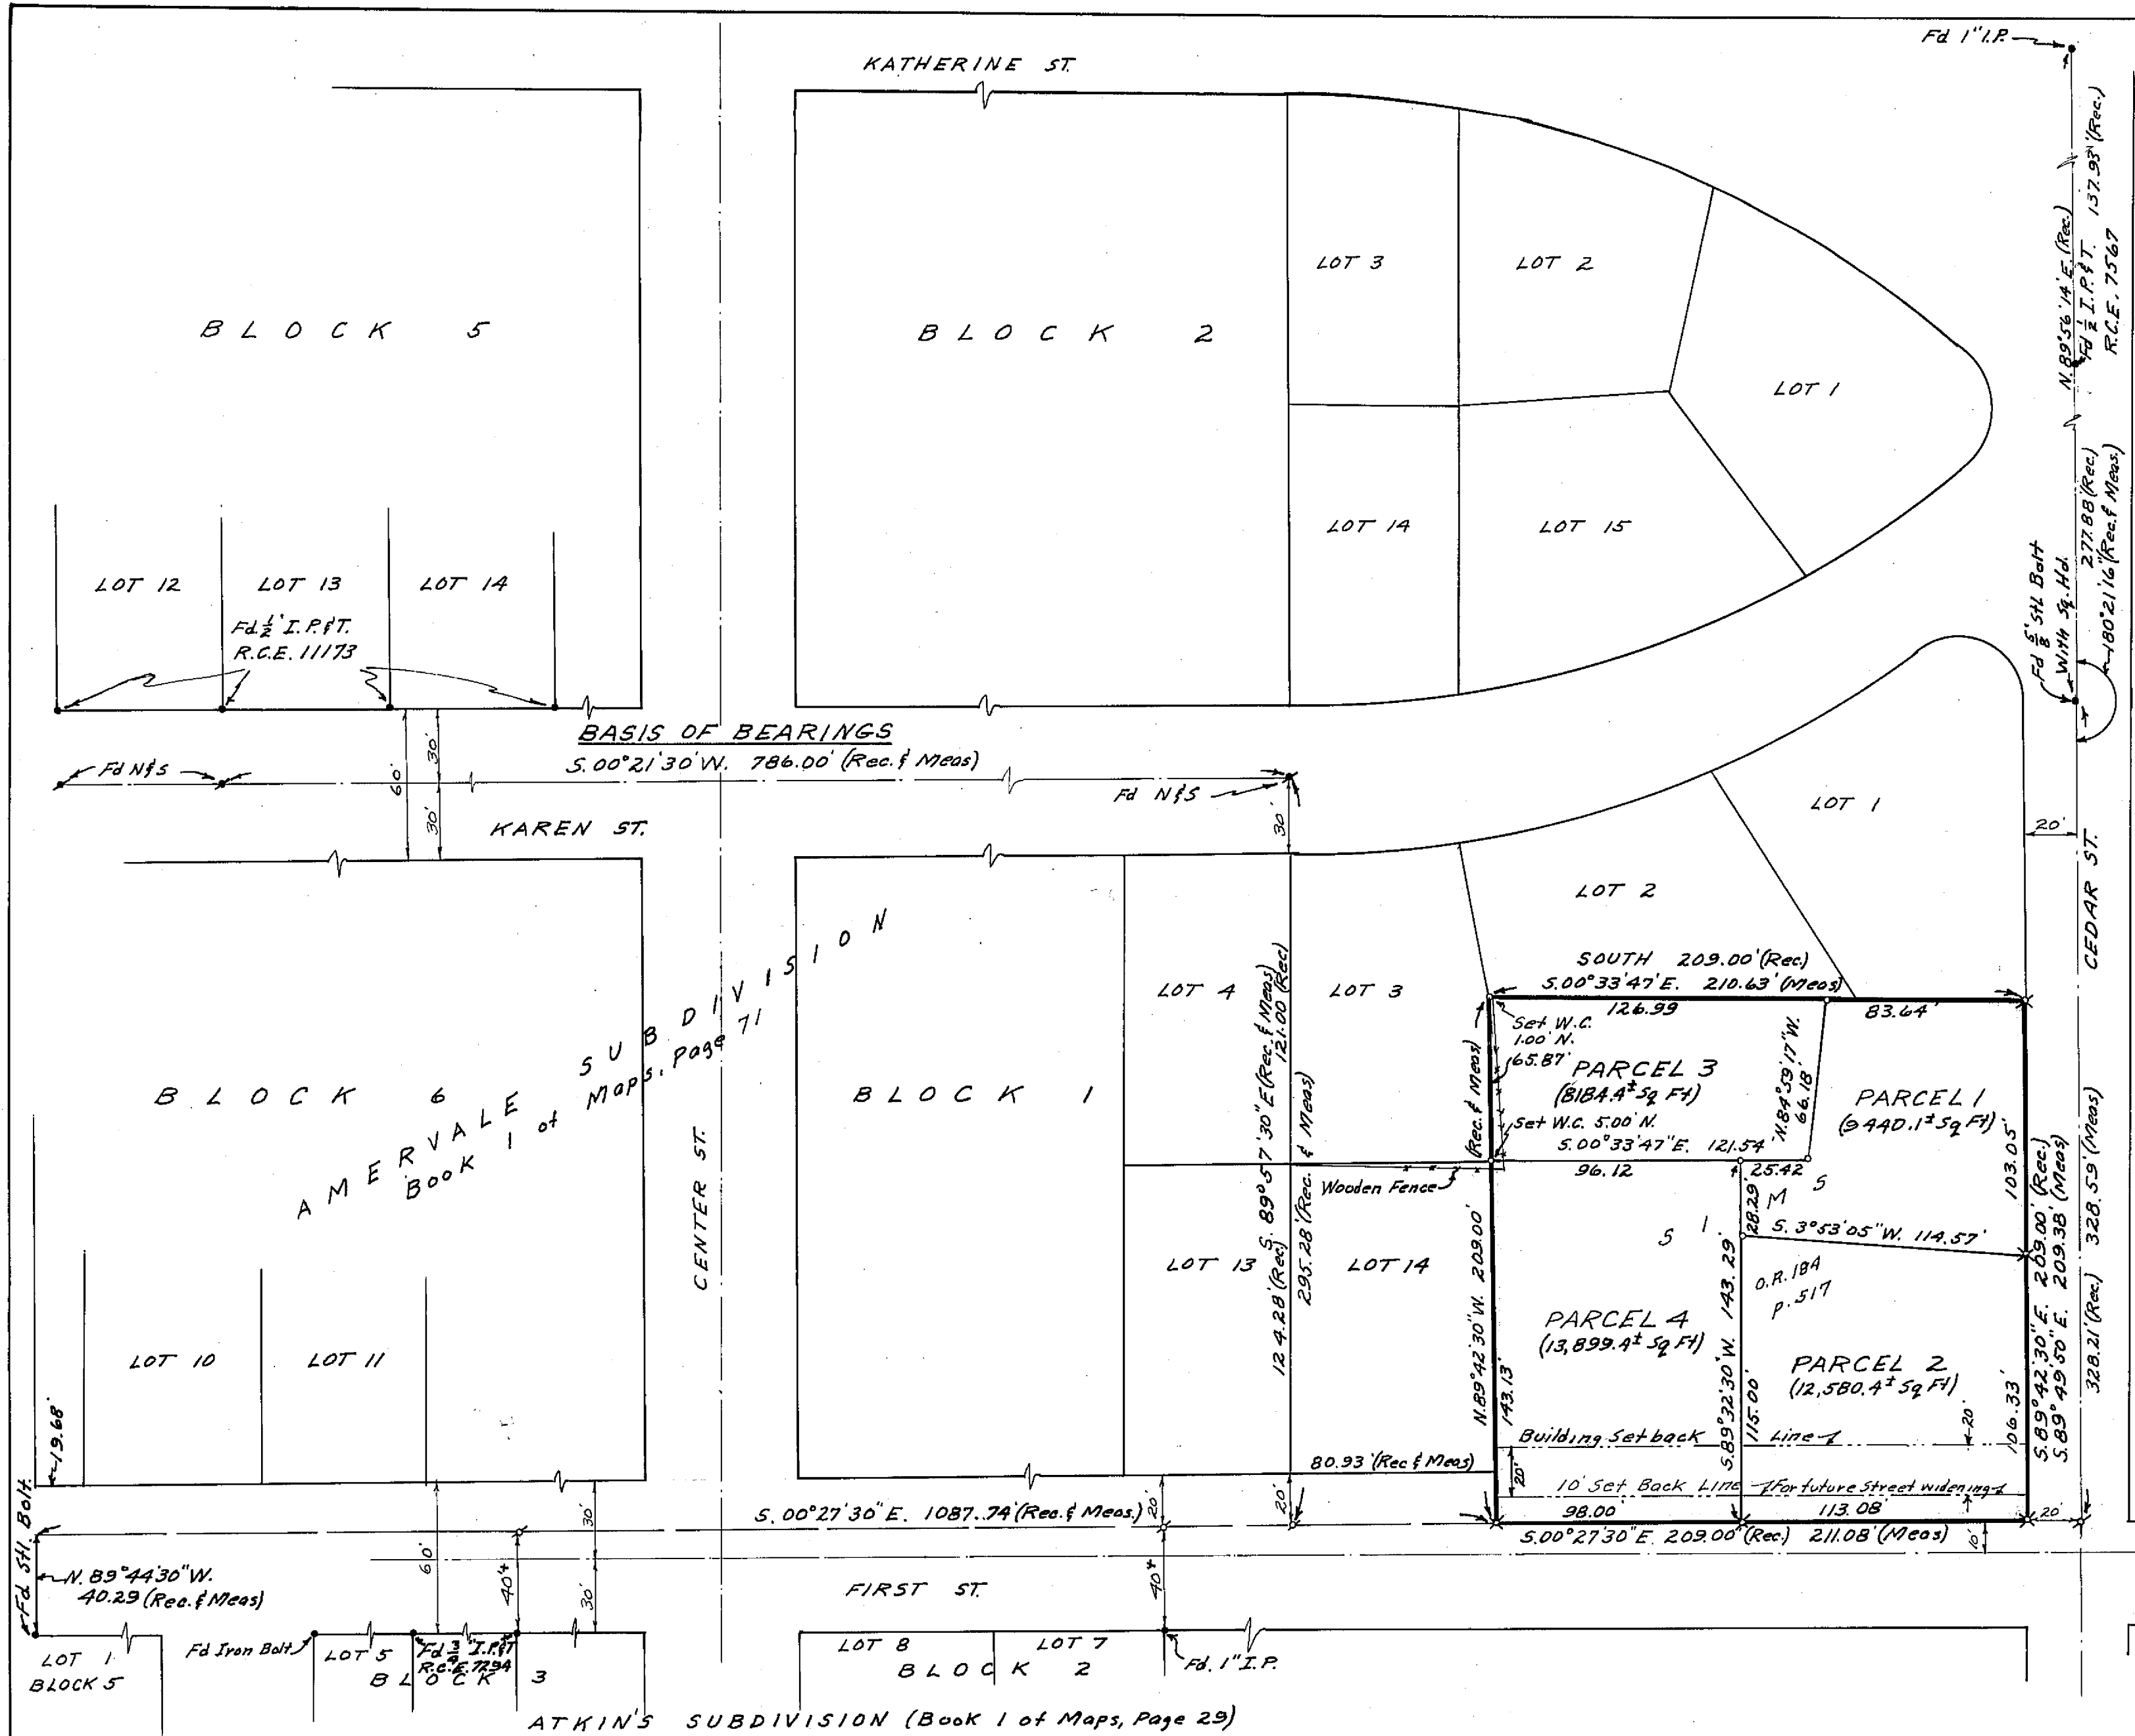 KATHERINE ST.
Fd 1" I.P.
N.89°56'14"E.(Rec.)
Fd ½" I.P.&T. 137.93'(Rec.)
R.C.E. 7567
BLOCK 5
BLOCK 2
LOT 3
LOT 2
LOT 1
LOT 14
LOT 15
277.88'(Rec.)
180°21'16"(Rec.& Meas.)
Fd ⅝" Stl Bolt
With Sq. Hd.
LOT 12
LOT 13
LOT 14
Fd ½" I.P.&T.
R.C.E. 11173
BASIS OF BEARINGS
S.00°21'30"W. 786.00' (Rec.& Meas)
Fd N&S
Fd N&S
60'
30'
30'
30'
KAREN ST.
LOT 1
20'
CEDAR ST.
LOT 2
SOUTH 209.00'(Rec.)
S.00°33'47"E. 210.63' (Meas)
126.99
83.64'
LOT 4
LOT 3
S.89°57'30"E(Rec.& Meas)
121.00 (Rec)
Set W.C.
1.00' N.
65.87'
(Rec.& Meas)
PARCEL 3
(8184.4± Sq Ft)
N.84°59'17"W.
66.18'
PARCEL 1
(9440.1± Sq Ft)
103.05'
AMERVALE SUBDIVISION
Book 1 of Maps, Page 71
BLOCK 6
BLOCK 1
CENTER ST.
Set W.C. 5.00' N.
S.00°33'47"E. 121.54
96.12
25.42
Wooden Fence
28.29'
SIMS
S. 3°53'05"W. 114.57'
O.R. 184
P. 517
LOT 13
LOT 14
124.28'(Rec)
295.28'(Rec. & Meas)
N.89°42'30"W. 209.00'
143.13'
PARCEL 4
(13,899.4± Sq Ft)
S.89°32'30"W. 143.29'
115.00'
PARCEL 2
(12,580.4± Sq Ft)
106.33'
S.89°42'30"E. 209.00' (Rec.)
S.89°49'50"E. 209.38' (Meas)
328.21'(Rec.) 328.59'(Meas)
LOT 10
LOT 11
19.68'
Building Setback Line
20'
20'
80.93 (Rec & Meas)
10' Set Back Line For future Street widening
98.00'
113.08'
20'
S.00°27'30"E. 1087.74'(Rec.& Meas.)
20'
20'
S.00°27'30"E. 209.00'(Rec.) 211.08' (Meas)
10'
Fd Stl. Bolt.
N. 89°44'30"W.
40.29 (Rec.& Meas)
60'
40'±
30'
30'
FIRST ST.
40'±
LOT 1
BLOCK 5
Fd Iron Bolt
LOT 5
Fd ¾" I.P.&T
R.C.E. 7294
BLOCK 3
LOT 8
LOT 7
BLOCK 2
Fd. 1" I.P.
ATKIN'S SUBDIVISION (Book 1 of Maps, Page 29)